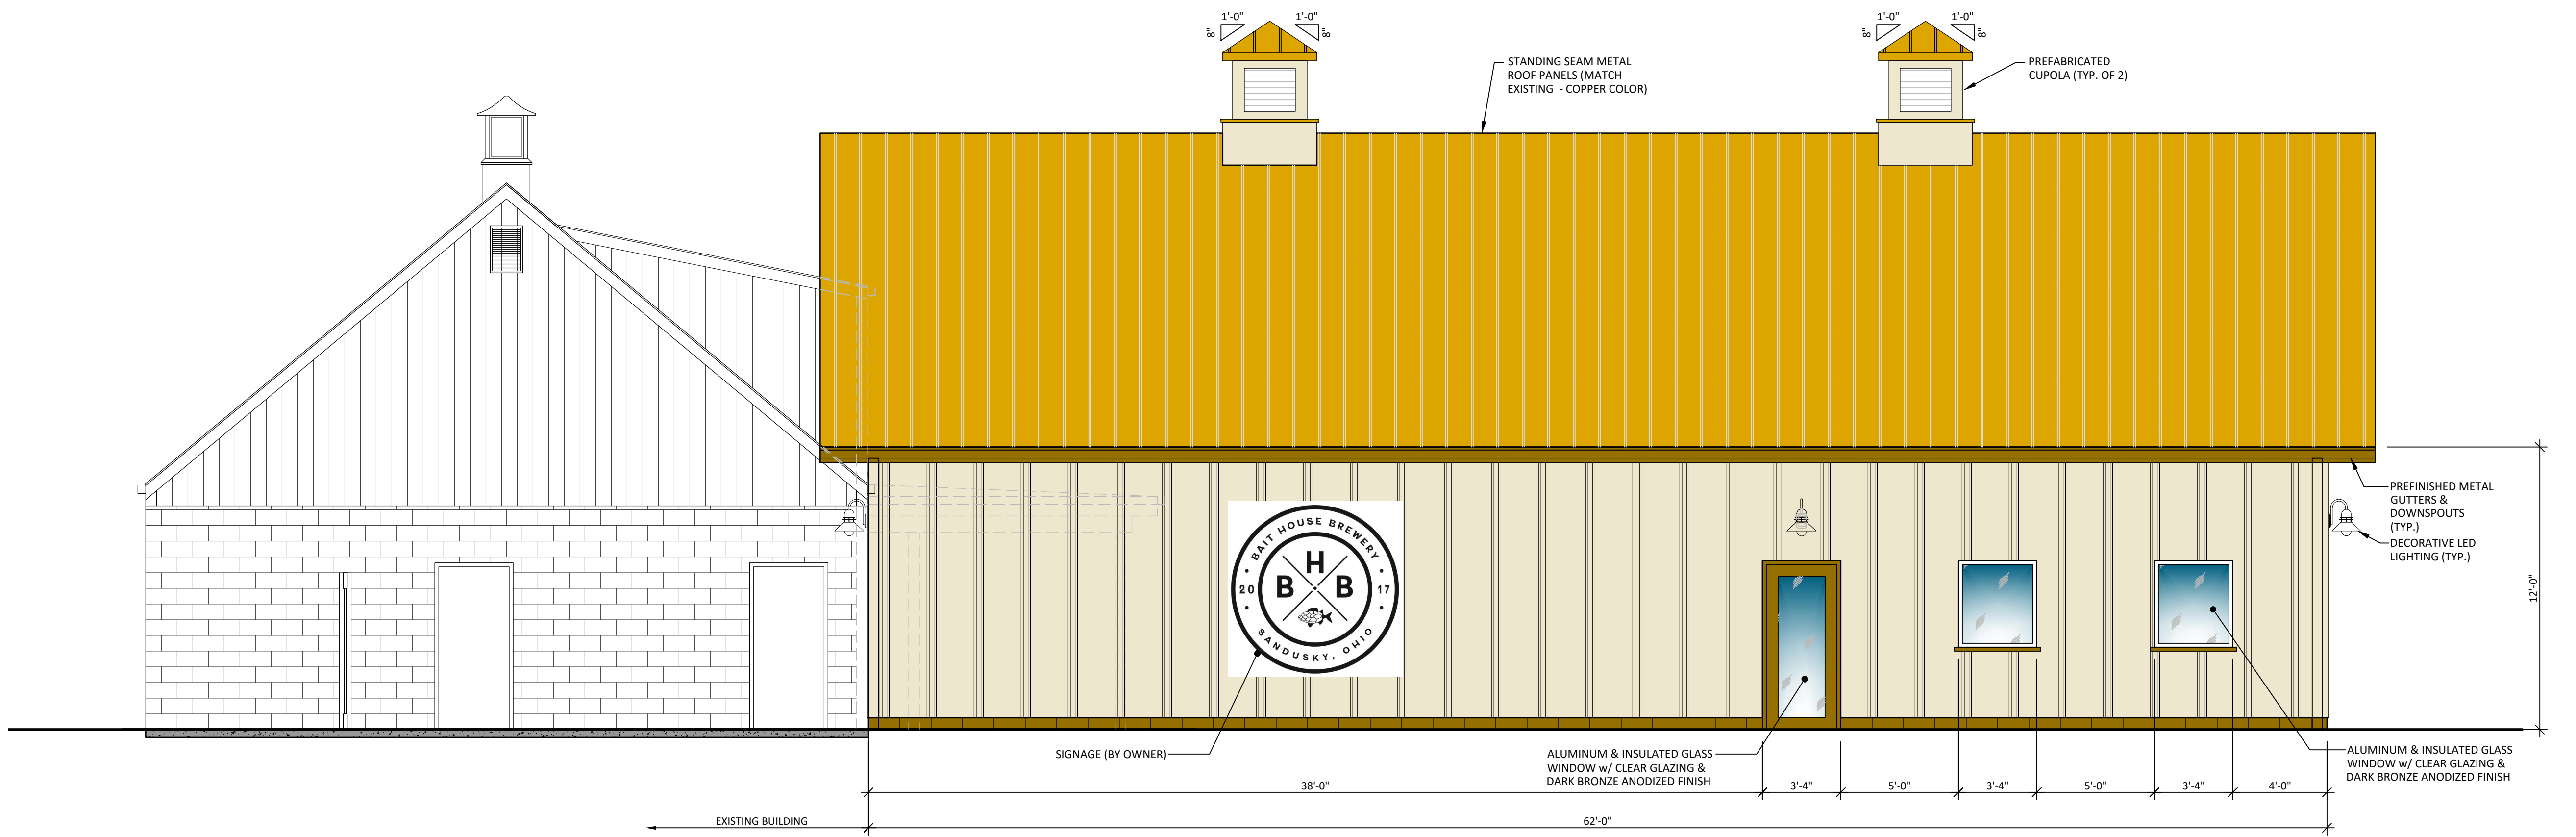 1'-0"
1'-0"
8"
8"
1'-0"
1'-0"
8"
8"
STANDING SEAM METAL
ROOF PANELS (MATCH
EXISTING - COPPER COLOR)
PREFABRICATED
CUPOLA (TYP. OF 2)
PREFINISHED METAL
GUTTERS &
DOWNSPOUTS
(TYP.)
DECORATIVE LED
LIGHTING (TYP.)
12'-0"
BAIT HOUSE BREWERY
H
20
B
B
17
SANDUSKY, OHIO
SIGNAGE (BY OWNER)
ALUMINUM & INSULATED GLASS
WINDOW w/ CLEAR GLAZING &
DARK BRONZE ANODIZED FINISH
ALUMINUM & INSULATED GLASS
WINDOW w/ CLEAR GLAZING &
DARK BRONZE ANODIZED FINISH
38'-0"
3'-4"
5'-0"
3'-4"
5'-0"
3'-4"
4'-0"
EXISTING BUILDING
62'-0"